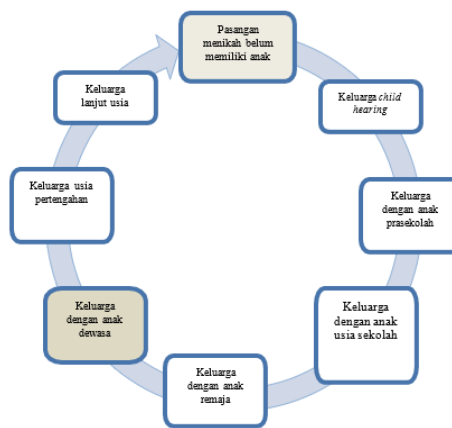 Pasangan
menikah belum
memiliki anak
Keluarga child
hearing
Keluarga
dengan anak
prasekolah
Keluarga
dengan anak
usia sekolah
Keluarga
dengan anak
remaja
Keluarga
dengan anak
dewasa
Keluarga usia
pertengahan
Keluarga
lanjut usia